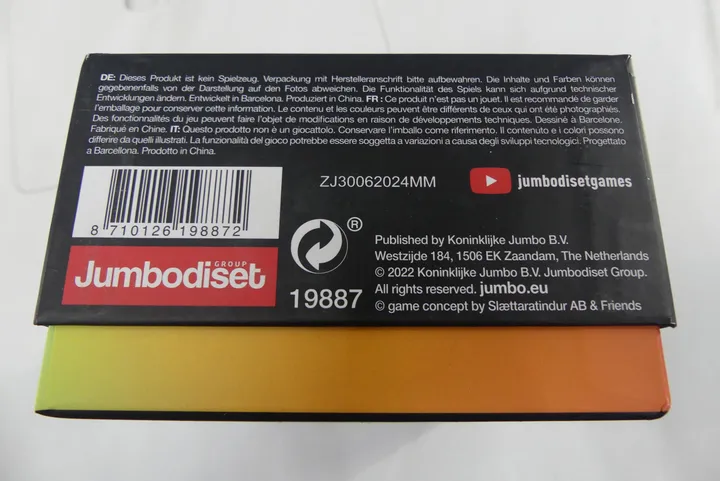 DE: Dieses Produkt ist kein Spielzeug. Verpackung mit Herstelleranschrift bitte aufbewahren. Die Inhalte und Farben können
gegebenenfalls von der Darstellung auf den Fotos abweichen. Die Funktionalität des Spiels kann sich aufgrund technischer
Entwicklungen ändern. Entwickelt in Barcelona. Produziert in China. FR : Ce produit n'est pas un jouet. Il est recommandé de garder
l'emballage pour conserver cette information. Le contenu et les couleurs peuvent être différents de ceux qui ont été photographiés.
Des fonctionnalités du jeu peuvent faire l'objet de modifications en raison de développements techniques. Dessiné à Barcelone.
Fabriqué en Chine. IT: Questo prodotto non è un giocattolo. Conservare l'imballo come riferimento. Il contenuto e i colori possono
differire da quelli illustrati. La funzionalità del gioco potrebbe essere soggetta a variazioni a causa degli sviluppi tecnologici. Progettato
a Barcellona. Prodotto in China.
ZJ30062024MM
jumbodisetgames
8 710126 198872
GROUP
Jumbodiset
®
19887
Published by Koninklijke Jumbo B.V.
Westzijde 184, 1506 EK Zaandam, The Netherlands
© 2022 Koninklijke Jumbo B.V. Jumbodiset Group.
All rights reserved. jumbo.eu
© game concept by Slættaratindur AB & Friends